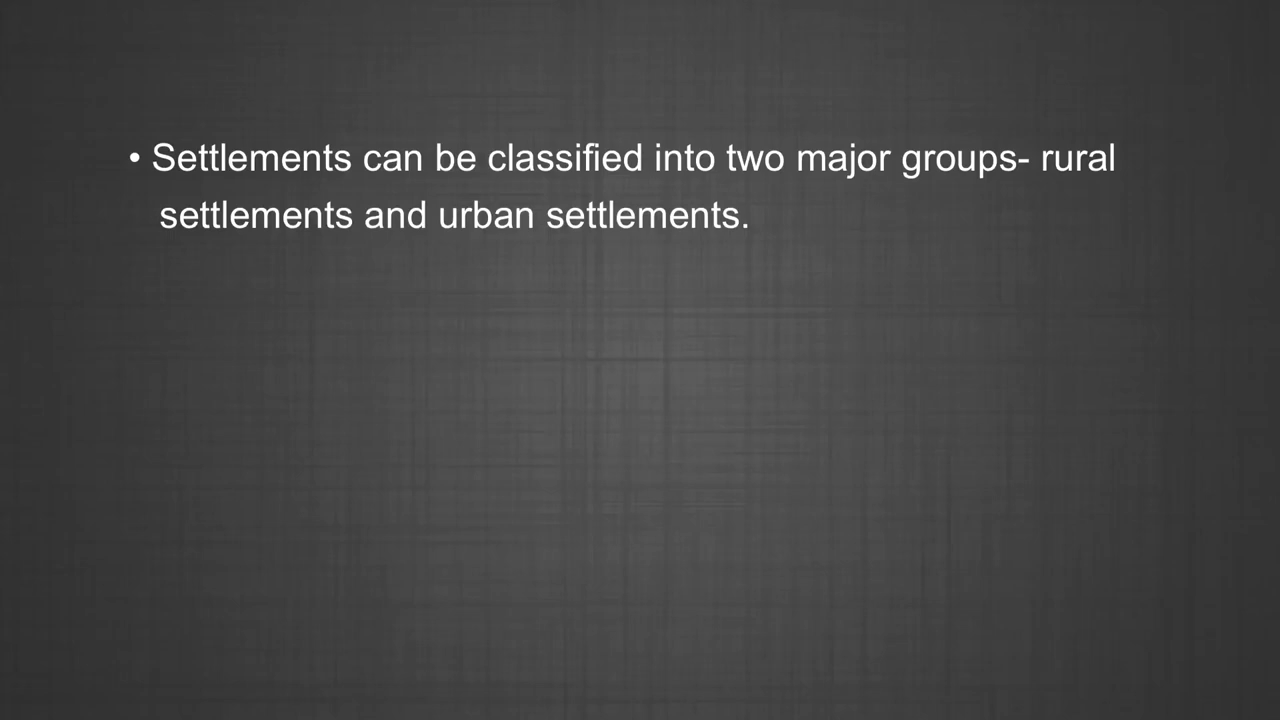 • Settlements can be classified into two major groups- rural
settlements and urban settlements.